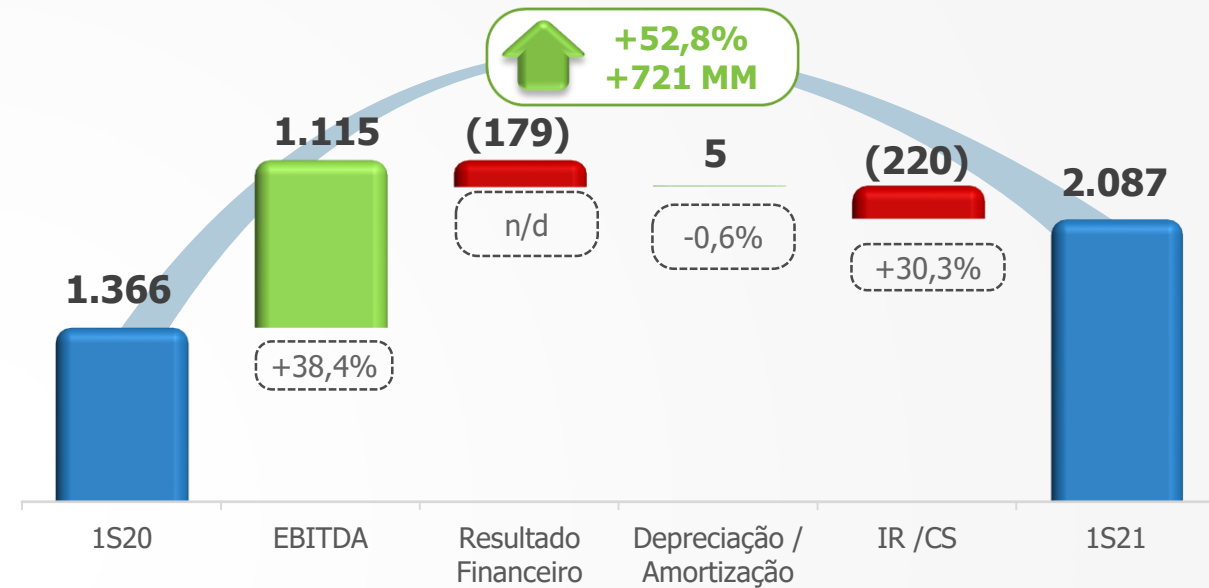 +52,8%
+721 MM
1.366
1.115
(179)
5
(220)
2.087
+38,4%
n/d
-0,6%
+30,3%
1S20
EBITDA
Resultado
Financeiro
Depreciação /
Amortização
IR /CS
1S21